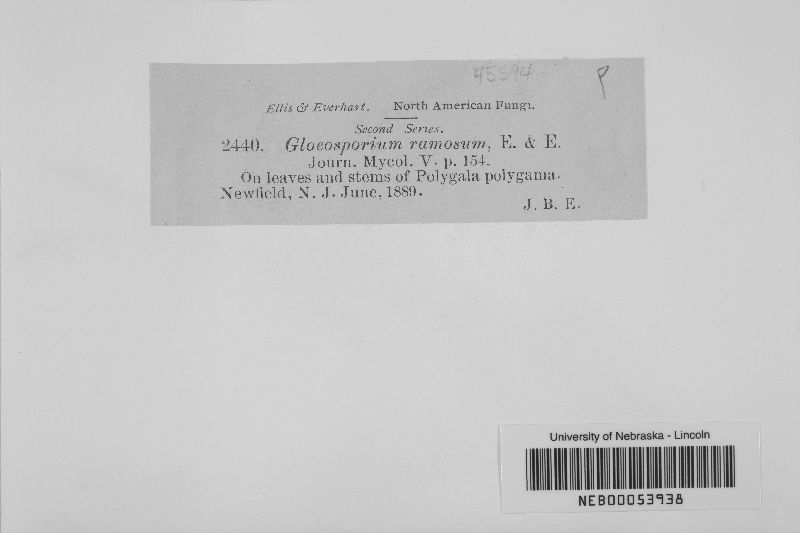 45594 P
Ellis & Everhart. North American Fungi.
Second Series.
2440. Gloeosporium ramosum, E. & E.
Journ. Mycol. V. p. 154.
On leaves and stems of Polygala polygama.
Newfield, N. J. June, 1889.
J. B. E.
University of Nebraska - Lincoln
NEB00053938